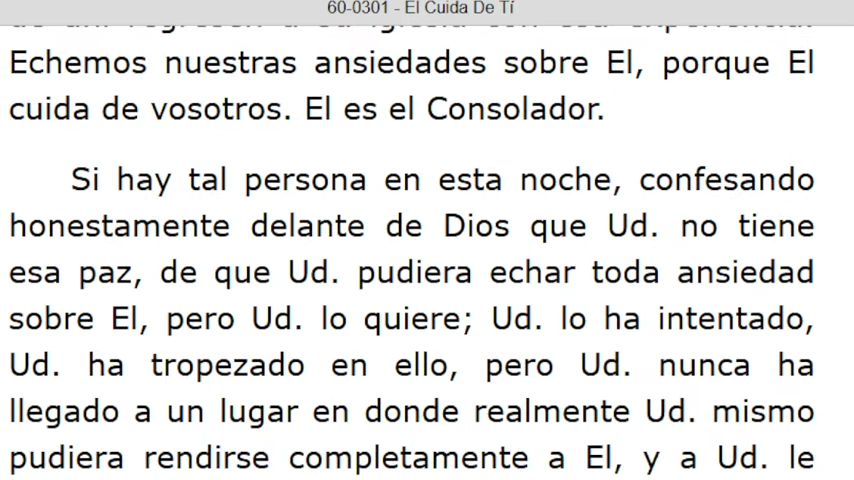 60-0301 - El Cuida De Tí
Echemos nuestras ansiedades sobre El, porque El
cuida de vosotros. El es el Consolador.
Si hay tal persona en esta noche, confesando
honestamente delante de Dios que Ud. no tiene
esa paz, de que Ud. pudiera echar toda ansiedad
sobre El, pero Ud. lo quiere; Ud. lo ha intentado,
Ud. ha tropezado en ello, pero Ud. nunca ha
llegado a un lugar en donde realmente Ud. mismo
pudiera rendirse completamente a El, y a Ud. le